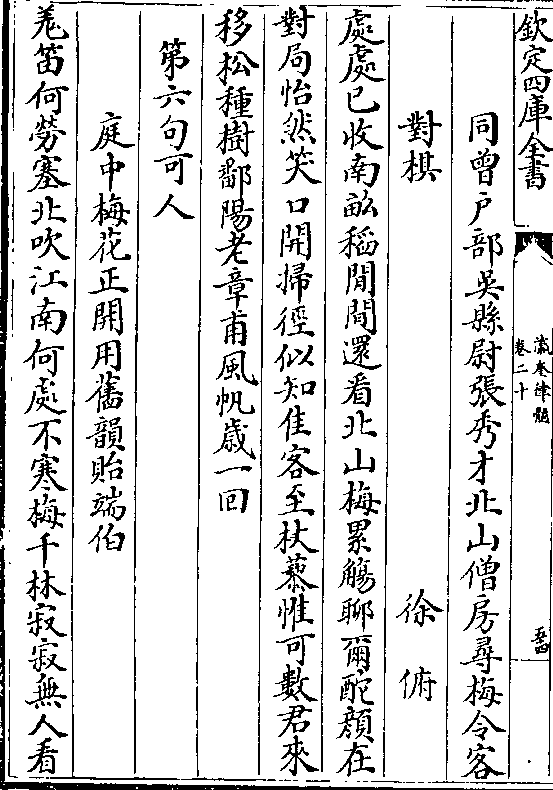 欽定四庫全書
瀛奎律髓
卷二十
同曾戶部吳縣尉張秀才北山僧房尋梅令客
對棋　徐俯
處處已收南畝稻閒閒還看北山梅累觴聊爾酡顏在
對局怡然笑口開掃徑似知佳客至杖藜惟可數君來
移松種樹鄱陽老章甫風帆歲一回
第六句可人
庭中梅花正開用舊韻貽端伯
羌笛何勞塞北吹江南何處不寒梅千林寂寂無人看